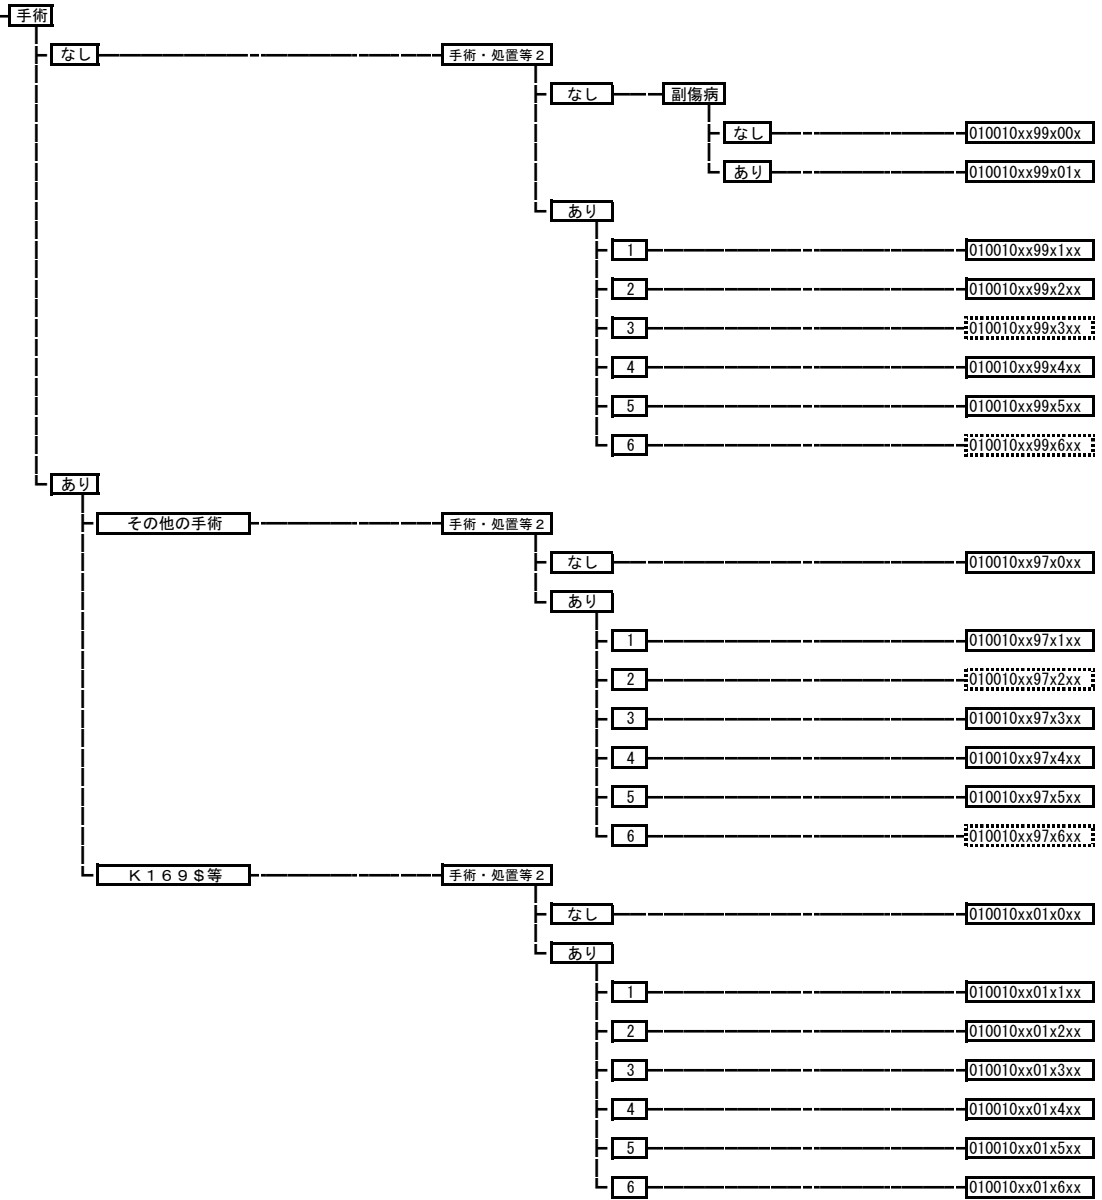 手術
なし 手術・処置等２
なし 副傷病
なし 010010xx99x00x
あり 010010xx99x01x
あり
1 010010xx99x1xx
2 010010xx99x2xx
3 010010xx99x3xx
4 010010xx99x4xx
5 010010xx99x5xx
6 010010xx99x6xx
あり
その他の手術 手術・処置等２
なし 010010xx97x0xx
あり
1 010010xx97x1xx
2 010010xx97x2xx
3 010010xx97x3xx
4 010010xx97x4xx
5 010010xx97x5xx
6 010010xx97x6xx
Ｋ１６９＄等 手術・処置等２
なし 010010xx01x0xx
あり
1 010010xx01x1xx
2 010010xx01x2xx
3 010010xx01x3xx
4 010010xx01x4xx
5 010010xx01x5xx
6 010010xx01x6xx